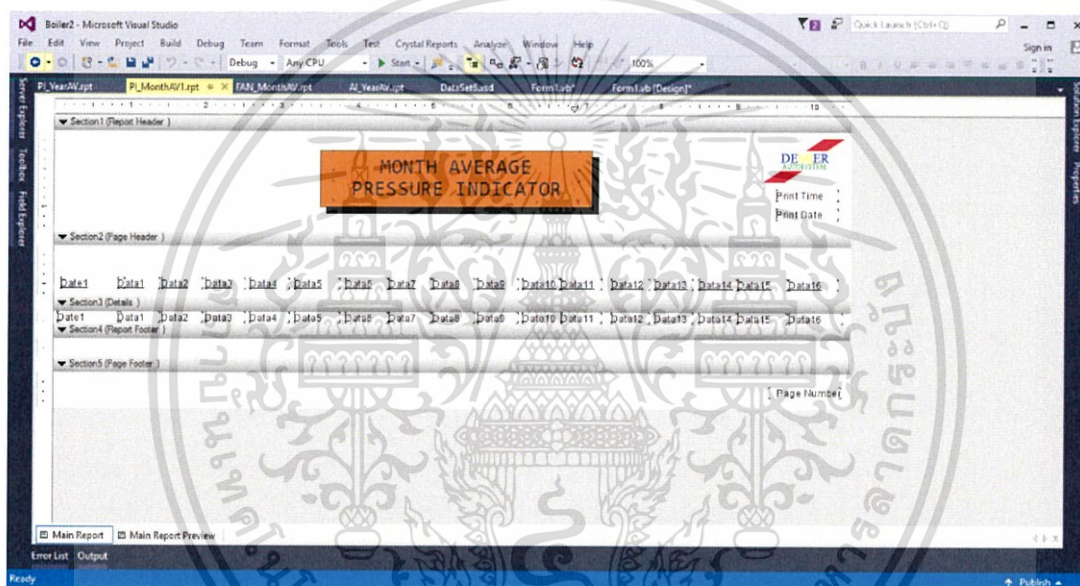 Boiler2 - Microsoft Visual Studio
Quick Launch (Ctrl+Q)
File Edit View Project Build Debug Team Format Tools Test Crystal Reports Analyze Window Help
Sign in
Debug Any CPU Start 100%
PI_YearAV.rpt PI_MonthAV1.rpt FAN_MonthAV.rpt AI_YearAV.rpt DataSet5.xsd Form1.vb* Form1.vb [Design]*
Server Explorer Toolbox Field Explorer
Solution Explorer Properties
Section1 (Report Header )
MONTH AVERAGE
PRESSURE INDICATOR
Print Time
Print Date
Section2 (Page Header )
Date1 Data1 Data2 Data3 Data4 Data5 Data6 Data7 Data8 Data9 Data10 Data11 Data12 Data13 Data14 Data15 Data16
Section3 (Details )
Date1 Data1 Data2 Data3 Data4 Data5 Data6 Data7 Data8 Data9 Data10 Data11 Data12 Data13 Data14 Data15 Data16
Section4 (Report Footer )
Section5 (Page Footer )
Page Number
Main Report Main Report Preview
Error List Output
Ready
Publish